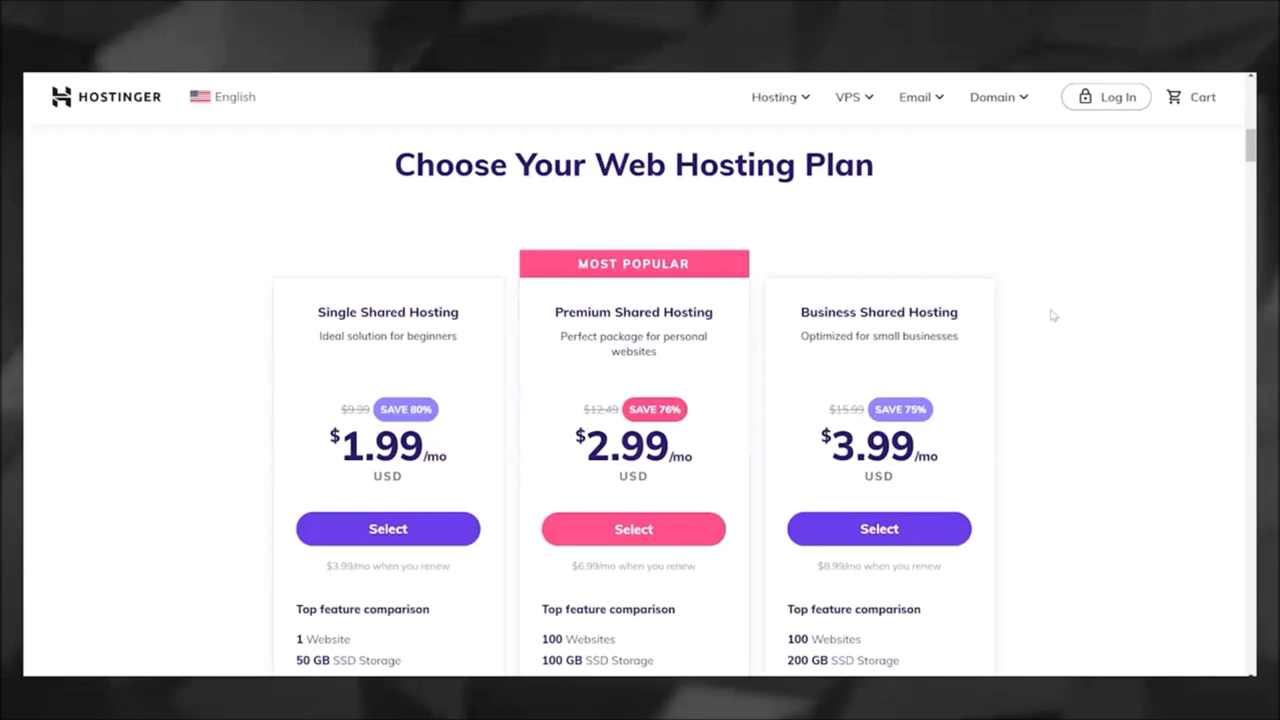 HOSTINGER
English
Hosting
VPS
Email
Domain
Log In
Cart
Choose Your Web Hosting Plan
MOST POPULAR
Single Shared Hosting
Ideal solution for beginners
$9.99 SAVE 80%
$1.99/mo
USD
Select
$3.99/mo when you renew
Top feature comparison
1 Website
50 GB SSD Storage
Premium Shared Hosting
Perfect package for personal
websites
$12.49 SAVE 76%
$2.99/mo
USD
Select
$6.99/mo when you renew
Top feature comparison
100 Websites
100 GB SSD Storage
Business Shared Hosting
Optimized for small businesses
$15.99 SAVE 75%
$3.99/mo
USD
Select
$8.99/mo when you renew
Top feature comparison
100 Websites
200 GB SSD Storage